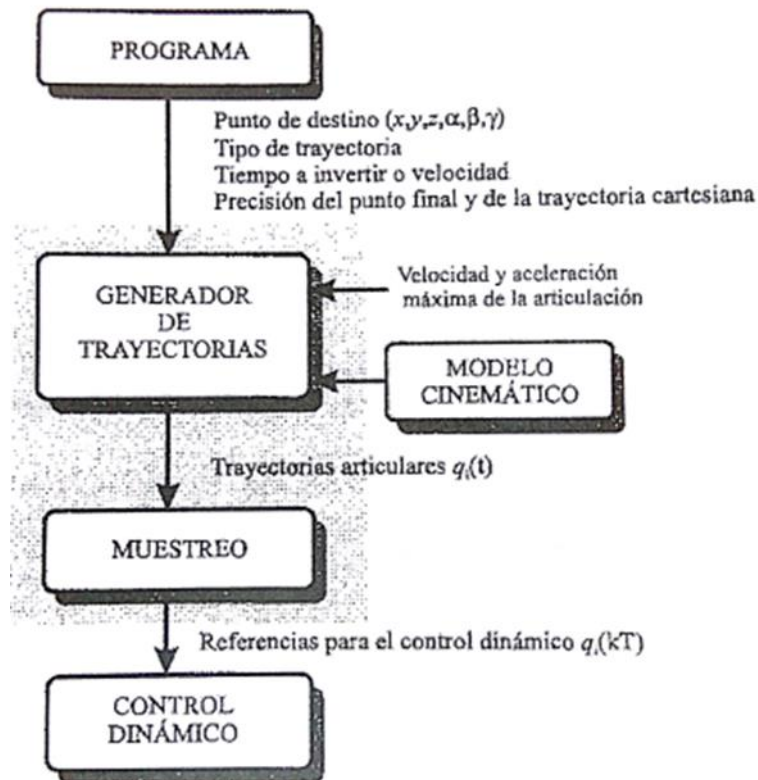 PROGRAMA
Punto de destino (x,y,z,α,β,γ)
Tipo de trayectoria
Tiempo a invertir o velocidad
Precisión del punto final y de la trayectoria cartesiana
GENERADOR
DE
TRAYECTORIAS
Velocidad y aceleración
máxima de la articulación
MODELO
CINEMÁTICO
Trayectorias articulares qᵢ(t)
MUESTREO
Referencias para el control dinámico qᵢ(kT)
CONTROL
DINÁMICO